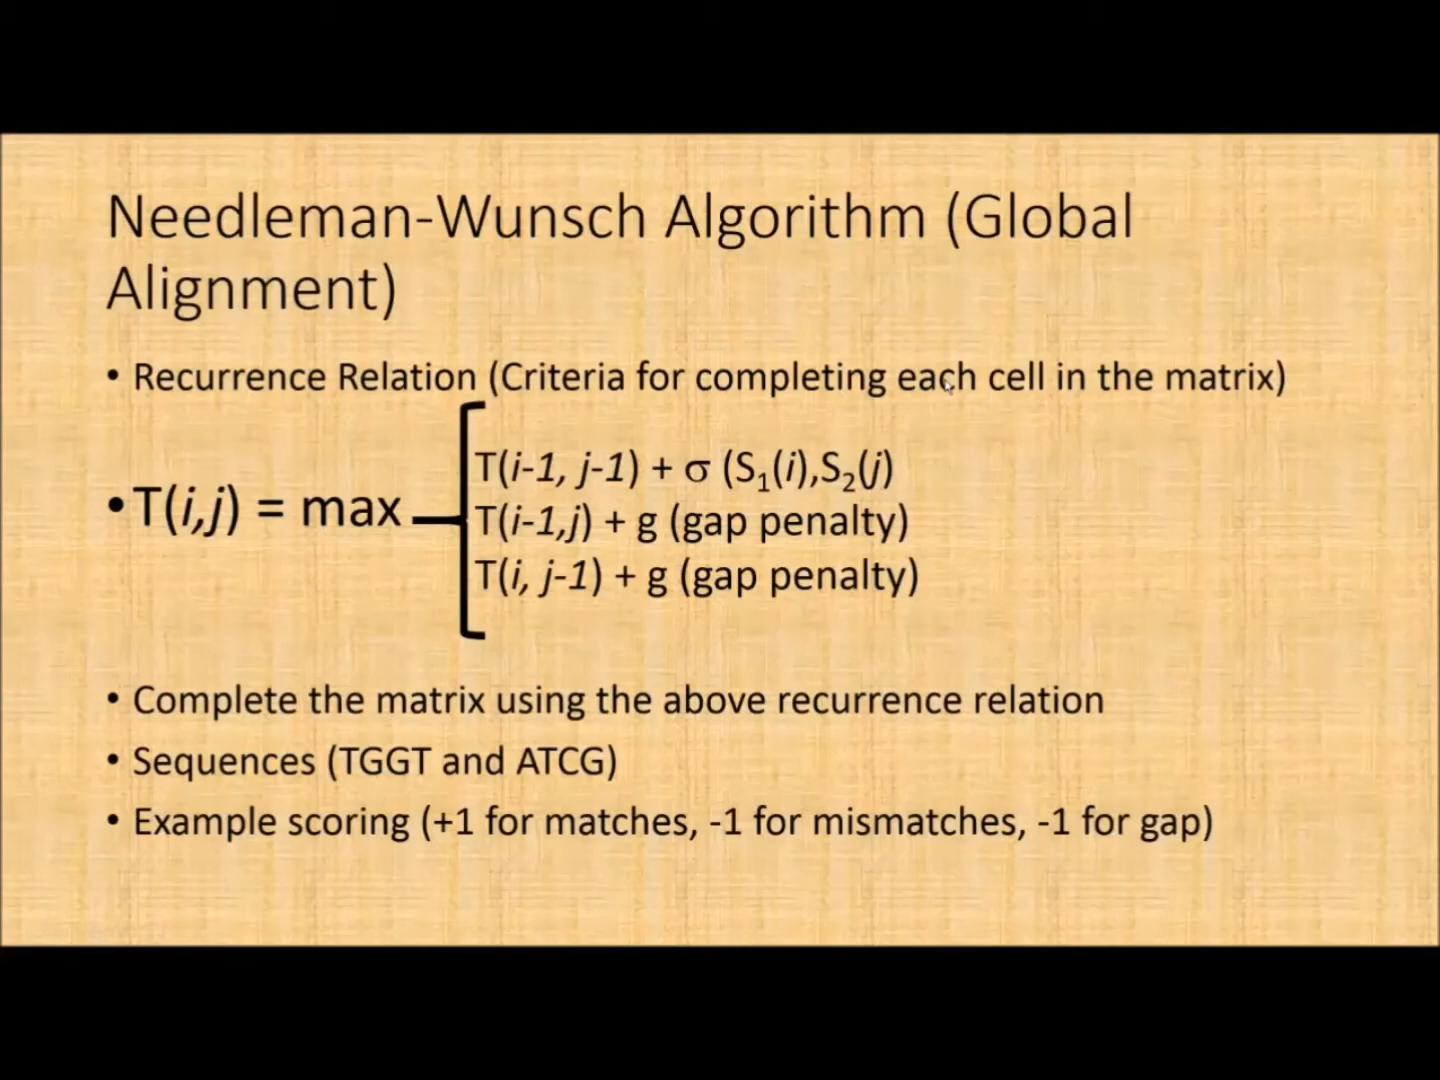 Needleman-Wunsch Algorithm (Global
Alignment)
• Recurrence Relation (Criteria for completing each cell in the matrix)
T(i-1, j-1) + σ (S₁(i),S₂(j)
• T(i,j) = max
T(i-1,j) + g (gap penalty)
T(i, j-1) + g (gap penalty)
• Complete the matrix using the above recurrence relation
• Sequences (TGGT and ATCG)
• Example scoring (+1 for matches, -1 for mismatches, -1 for gap)